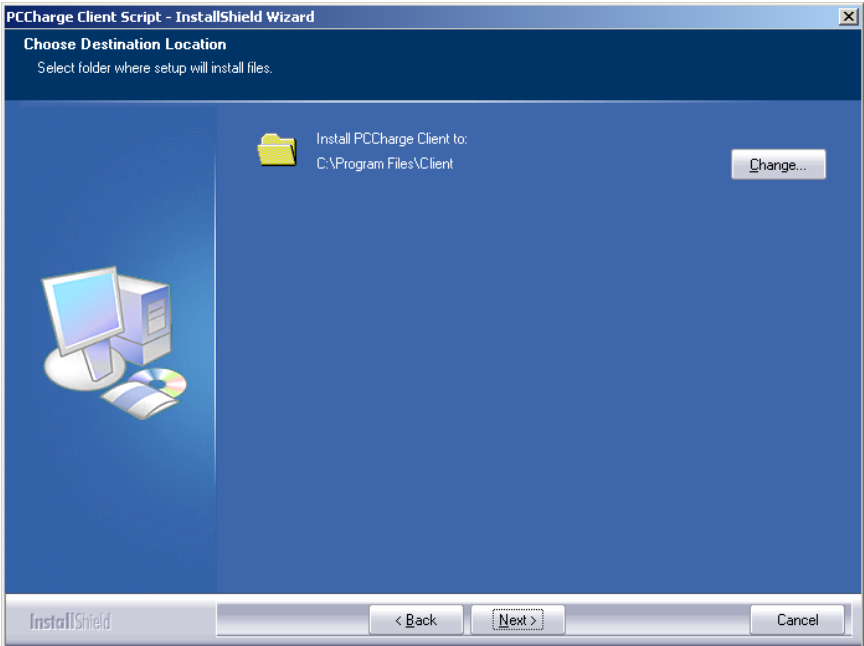 PCCharge Client Script - InstallShield Wizard
Choose Destination Location
Select folder where setup will install files.
Install PCCharge Client to:
C:\Program Files\Client
Change...
InstallShield
< Back
Next >
Cancel